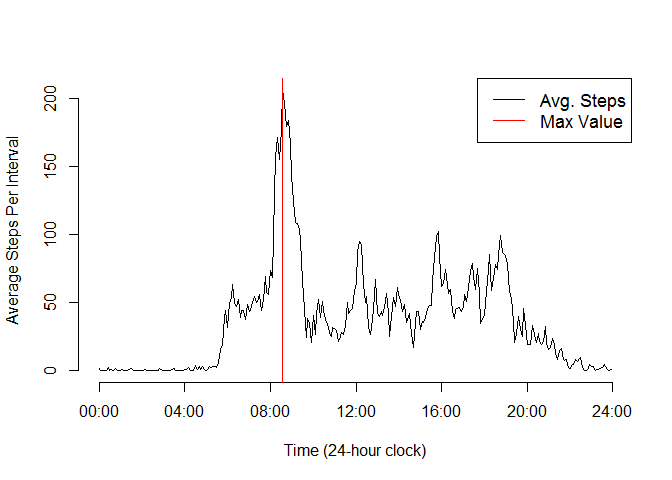 Avg. Steps
Max Value
Average Steps Per Interval
200
150
100
50
0
00:00 04:00 08:00 12:00 16:00 20:00 24:00
Time (24-hour clock)